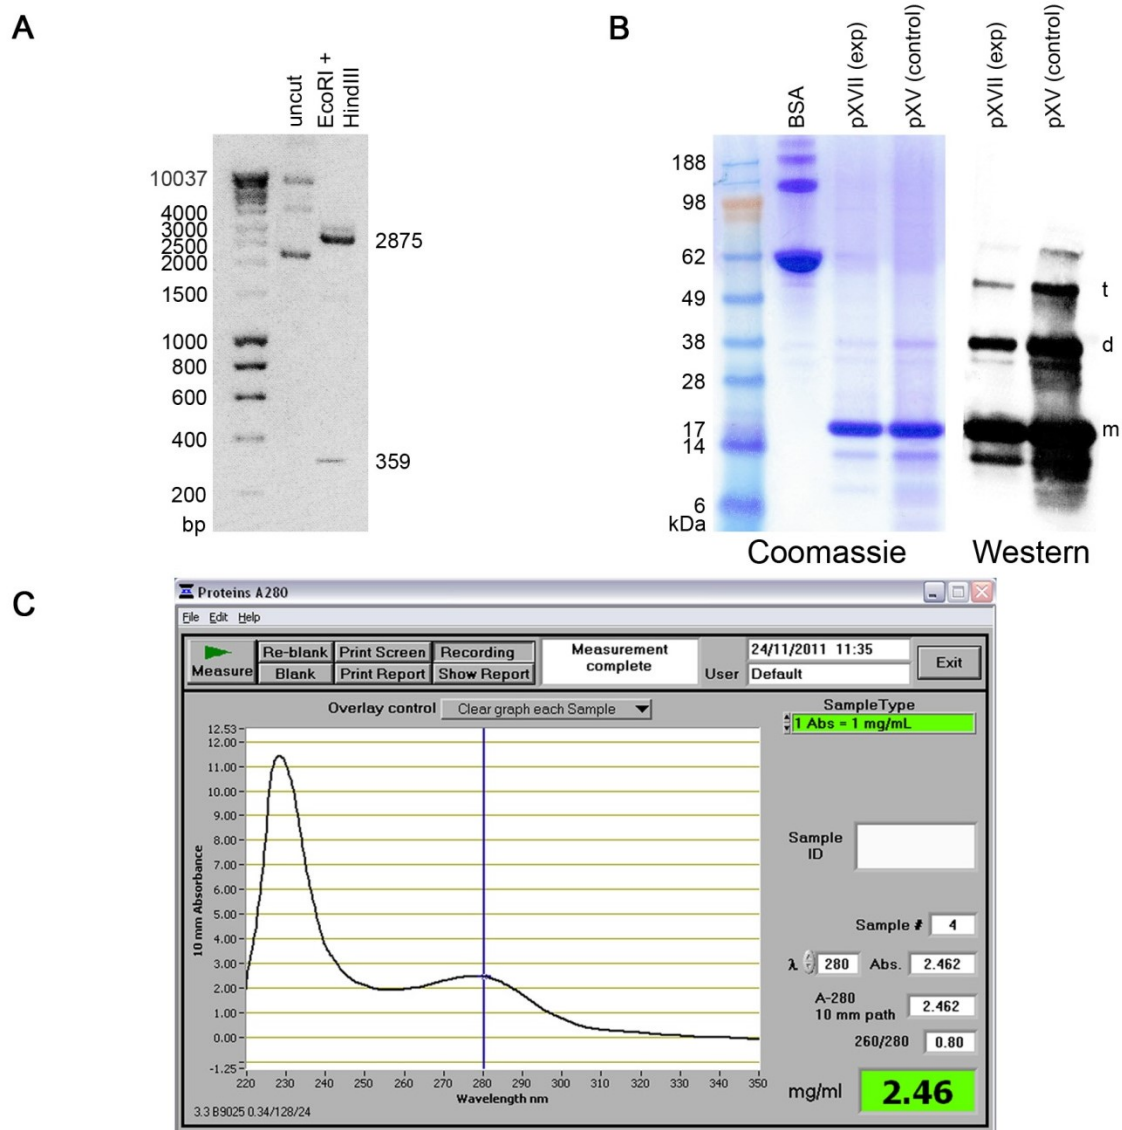 A
uncut
EcoRI +
HindIII
10037
4000
3000
2500
2000
1500
1000
800
600
400
200
bp
2875
359
B
BSA
pXVII (exp)
pXV (control)
pXVII (exp)
pXV (control)
188
98
62
49
38
28
17
14
6
kDa
t
d
m
Coomassie
Western
C
Proteins A280
File Edit Help
Measure
Re-blank
Print Screen
Recording
Blank
Print Report
Show Report
Measurement
complete
24/11/2011 11:35
User
Default
Exit
Overlay control
Clear graph each Sample
SampleType
1 Abs = 1 mg/mL
12.53
12.00
11.00
10.00
9.00
8.00
7.00
6.00
5.00
4.00
3.00
2.00
1.00
0.00
-1.25
10 mm Absorbance
220 230 240 250 260 270 280 290 300 310 320 330 340 350
Wavelength nm
3.3 B9025 0.34/128/24
Sample
ID
Sample # 4
λ 280 Abs. 2.462
A-280
10 mm path 2.462
260/280 0.80
mg/ml 2.46